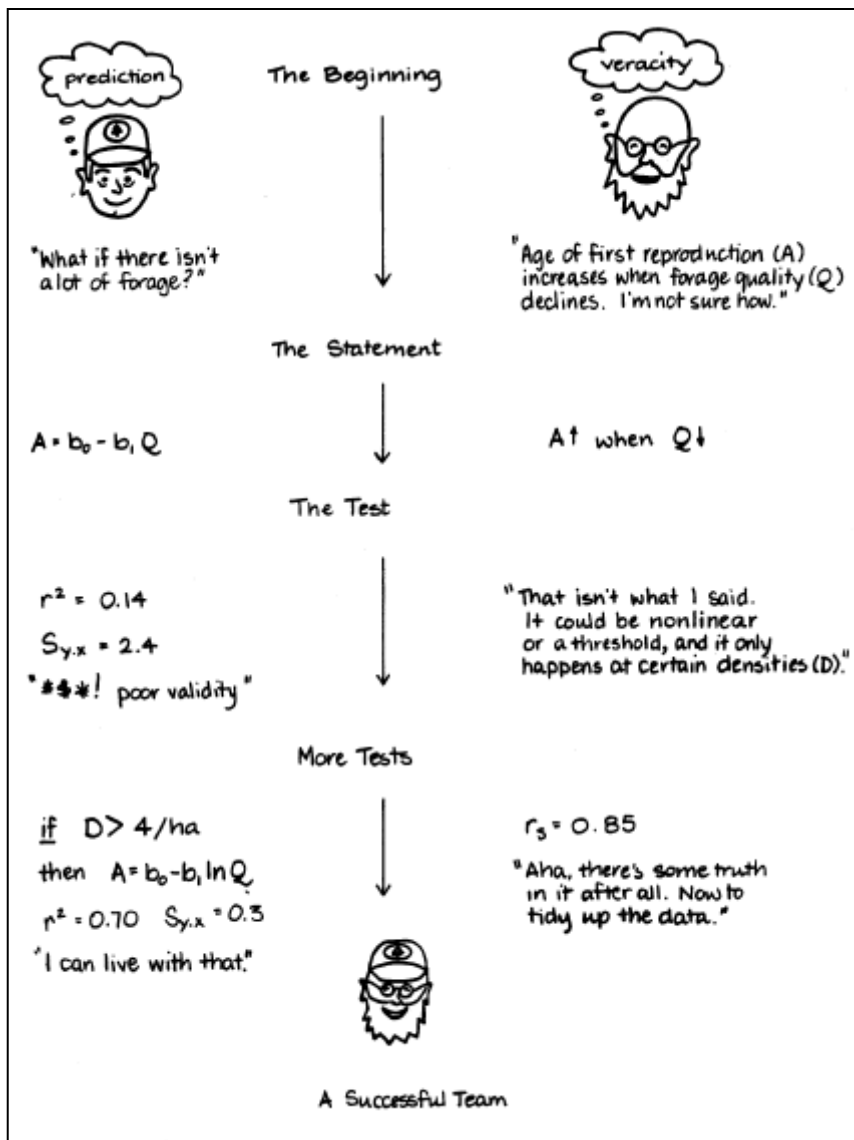 prediction
The Beginning
veracity
"What if there isn't
a lot of forage?"
"Age of first reproduction (A)
increases when forage quality (Q)
declines. I'm not sure how."
The Statement
A = b₀ - b₁ Q
A↑ when Q↓
The Test
r² = 0.14
Sy.x = 2.4
"***! poor validity"
"That isn't what I said.
It could be nonlinear
or a threshold, and it only
happens at certain densities (D)."
More Tests
if D > 4/ha
then A = b₀ - b₁ ln Q
r² = 0.70 Sy.x = 0.3
"I can live with that."
rs = 0.85
"Aha, there's some truth
in it after all. Now to
tidy up the data."
A Successful Team